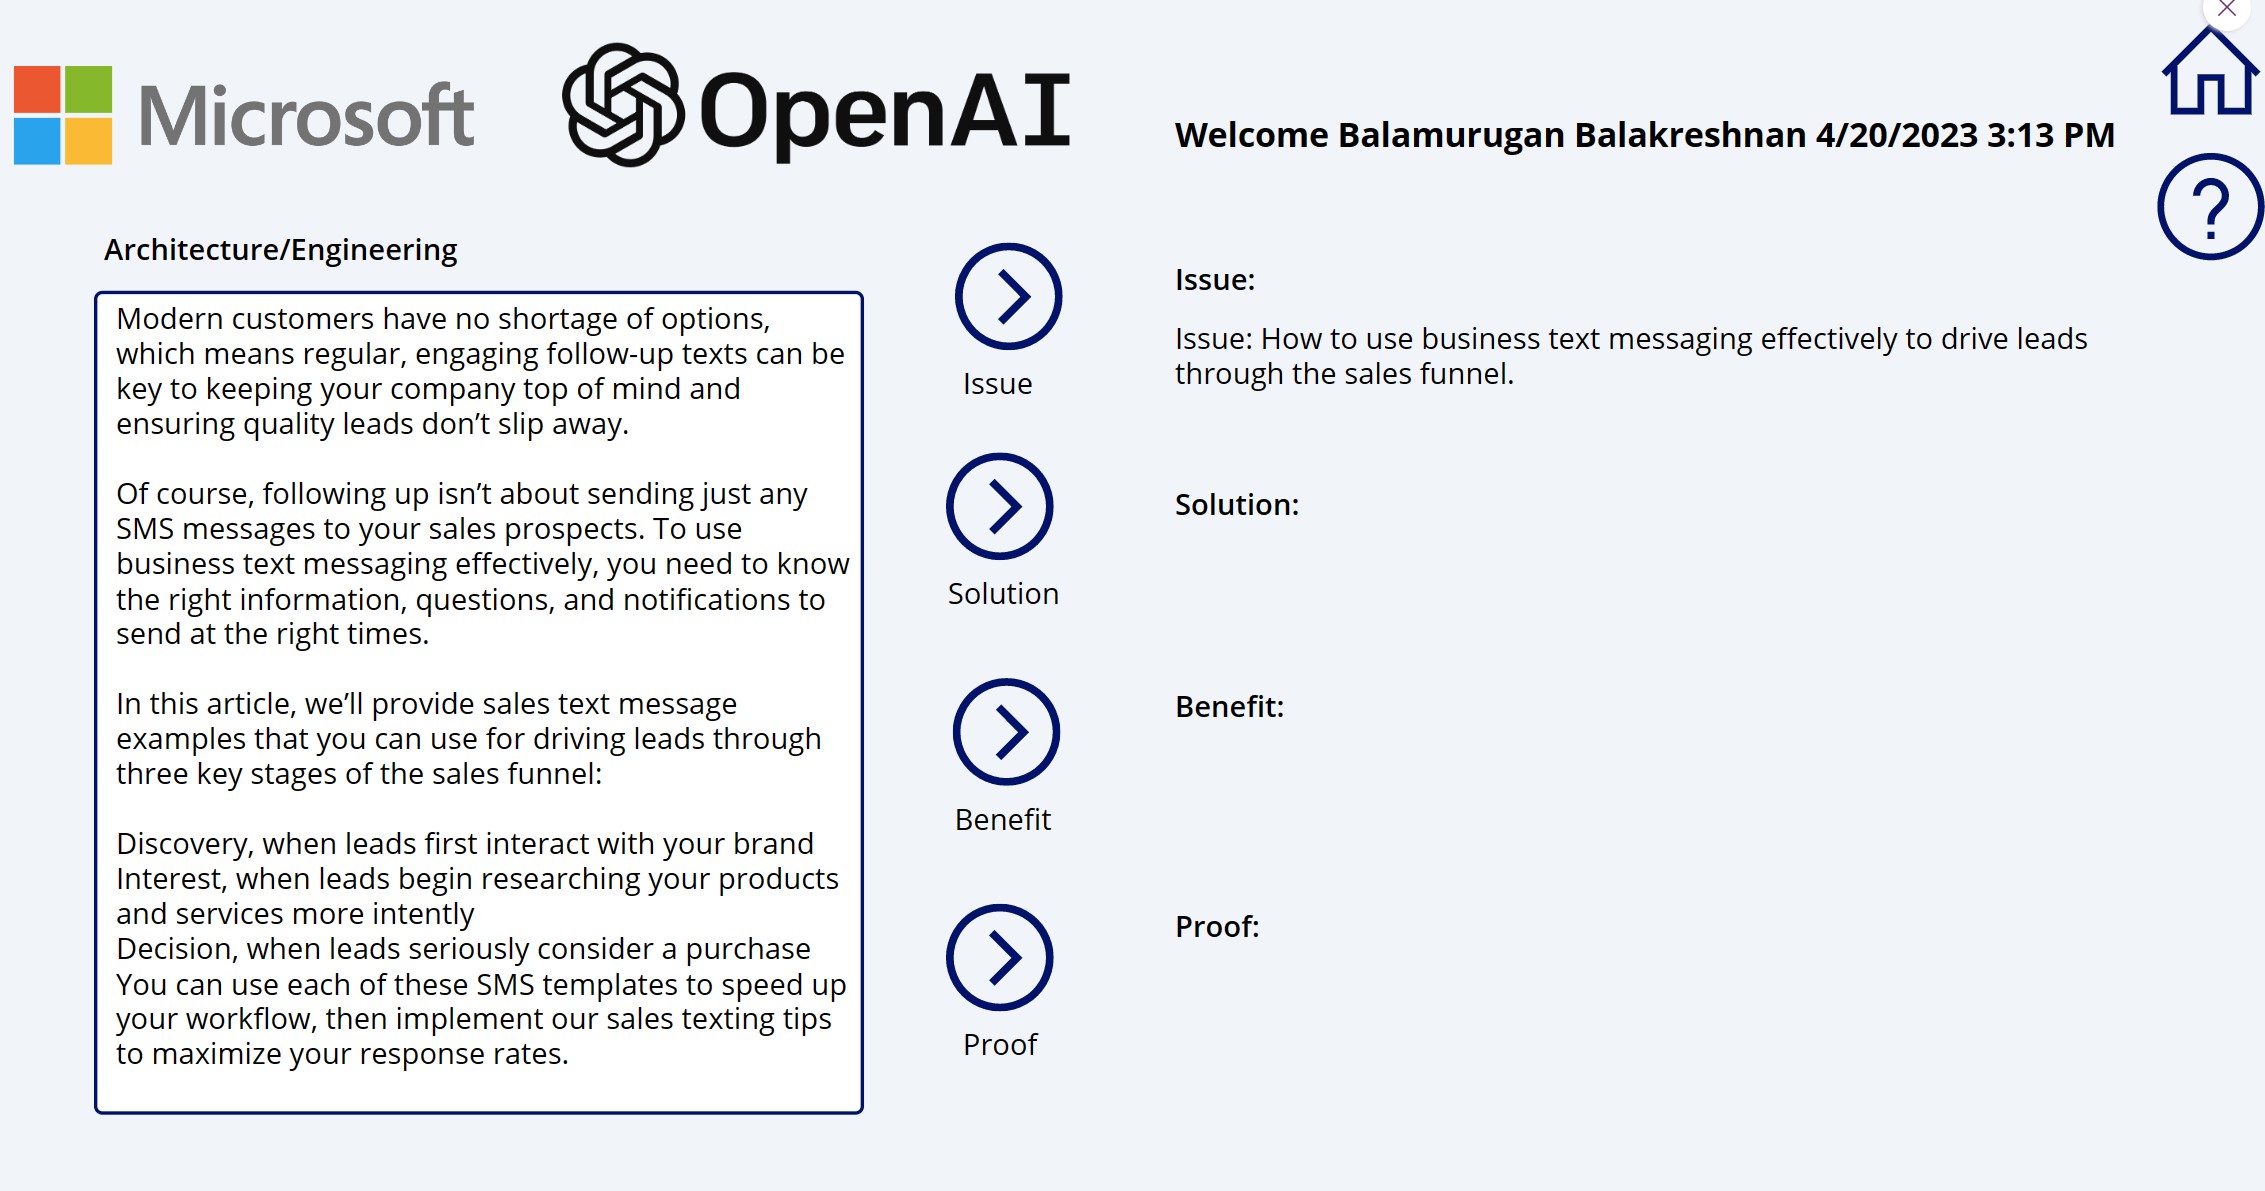 Microsoft
OpenAI
Welcome Balamurugan Balakreshnan 4/20/2023 3:13 PM
?
Architecture/Engineering
Modern customers have no shortage of options,
which means regular, engaging follow-up texts can be
key to keeping your company top of mind and
ensuring quality leads don’t slip away.
Of course, following up isn’t about sending just any
SMS messages to your sales prospects. To use
business text messaging effectively, you need to know
the right information, questions, and notifications to
send at the right times.
In this article, we’ll provide sales text message
examples that you can use for driving leads through
three key stages of the sales funnel:
Discovery, when leads first interact with your brand
Interest, when leads begin researching your products
and services more intently
Decision, when leads seriously consider a purchase
You can use each of these SMS templates to speed up
your workflow, then implement our sales texting tips
to maximize your response rates.
Issue
Solution
Benefit
Proof
Issue:
Issue: How to use business text messaging effectively to drive leads
through the sales funnel.
Solution:
Benefit:
Proof: